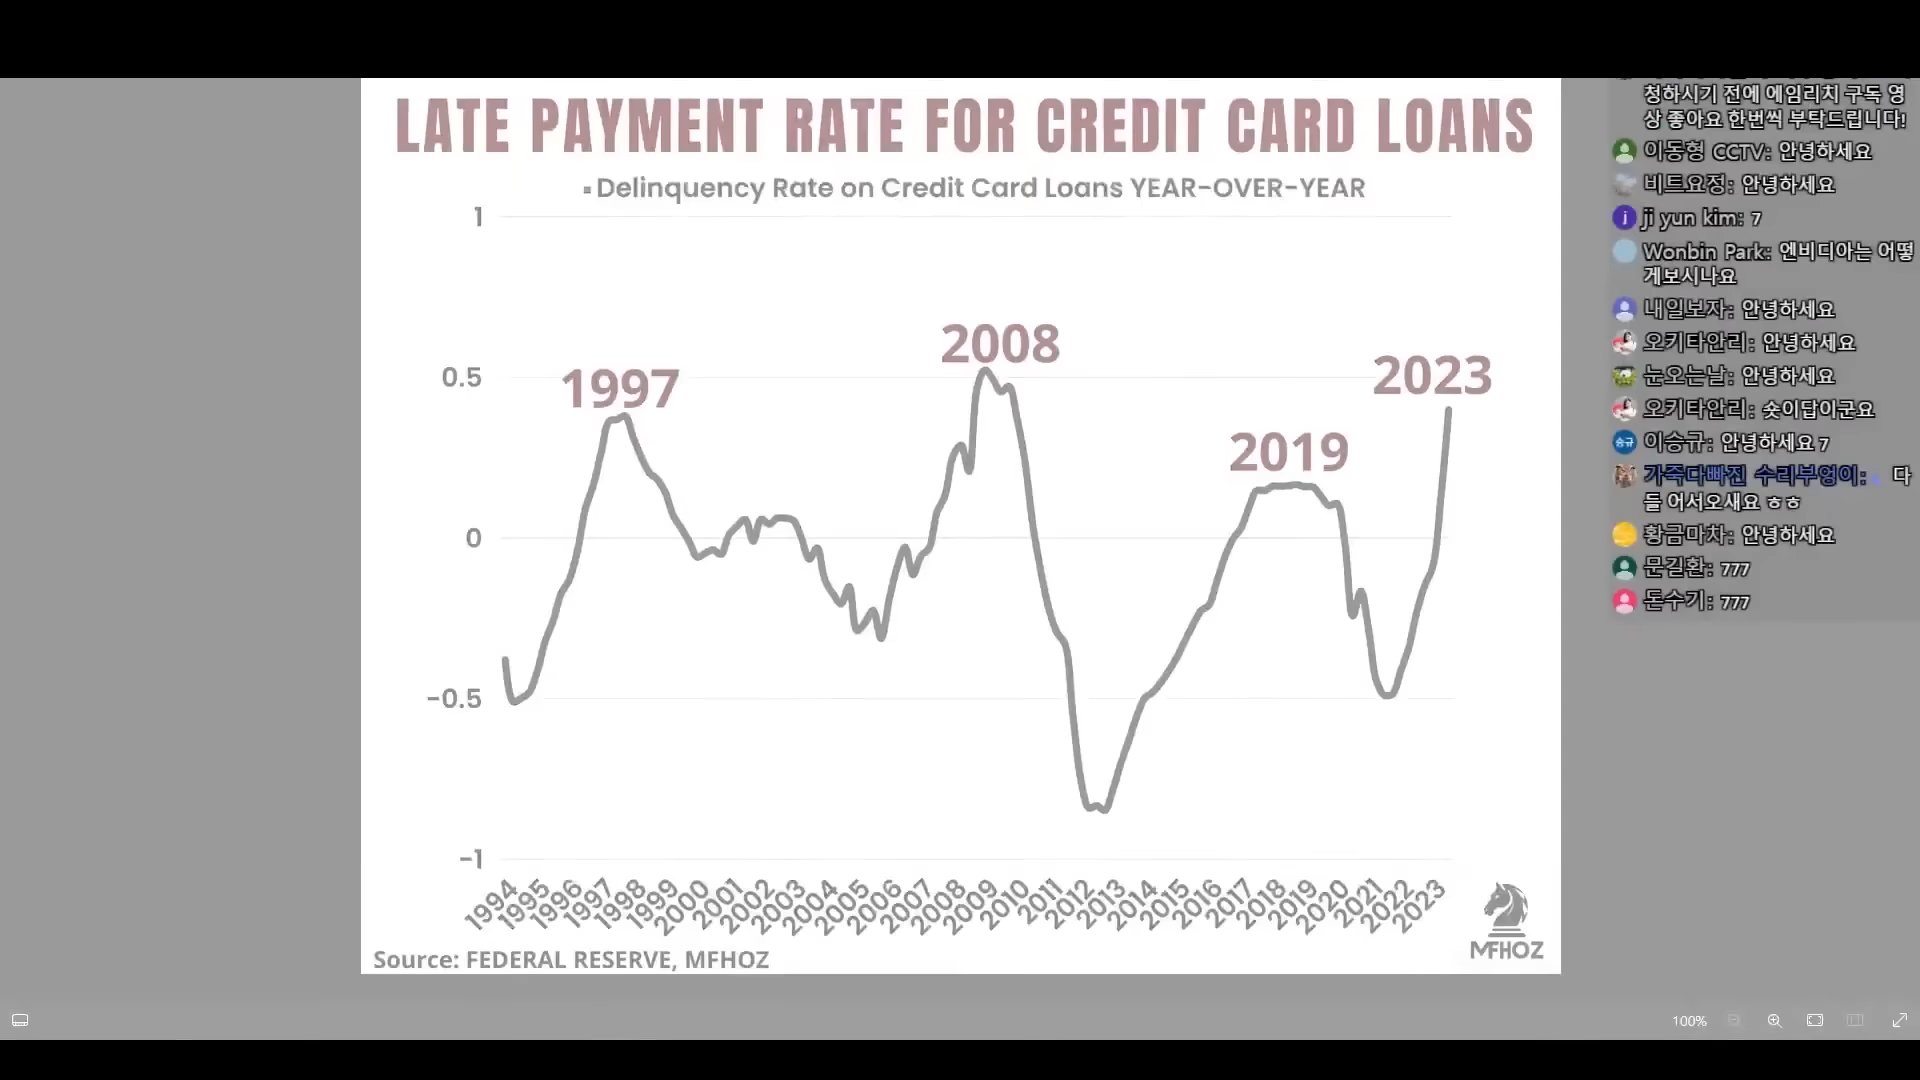 LATE PAYMENT RATE FOR CREDIT CARD LOANS
Delinquency Rate on Credit Card Loans YEAR-OVER-YEAR
1
0.5
0
-0.5
-1
1997
2008
2019
2023
1994
1995
1996
1997
1998
1999
2000
2001
2002
2003
2004
2005
2006
2007
2008
2009
2010
2011
2012
2013
2014
2015
2016
2017
2018
2019
2020
2021
2022
2023
Source: FEDERAL RESERVE, MFHOZ
MFHOZ
청하시기 전에 에임리치 구독 영
상 좋아요 한번씩 부탁드립니다!
이동형 CCTV: 안녕하세요
비트요정: 안녕하세요
j ji yun kim: 7
Wonbin Park: 엔비디아는 어떻
게보시나요
내일보자: 안녕하세요
오키타안리: 안녕하세요
눈오는날: 안녕하세요
오키타안리: 숏이답이군요
승규 이승규: 안녕하세요 7
가죽다빠진 수리부엉이: 다
들 어서오새요 ㅎㅎ
황금마차: 안녕하세요
문길환: 777
돈수기: 777
100%